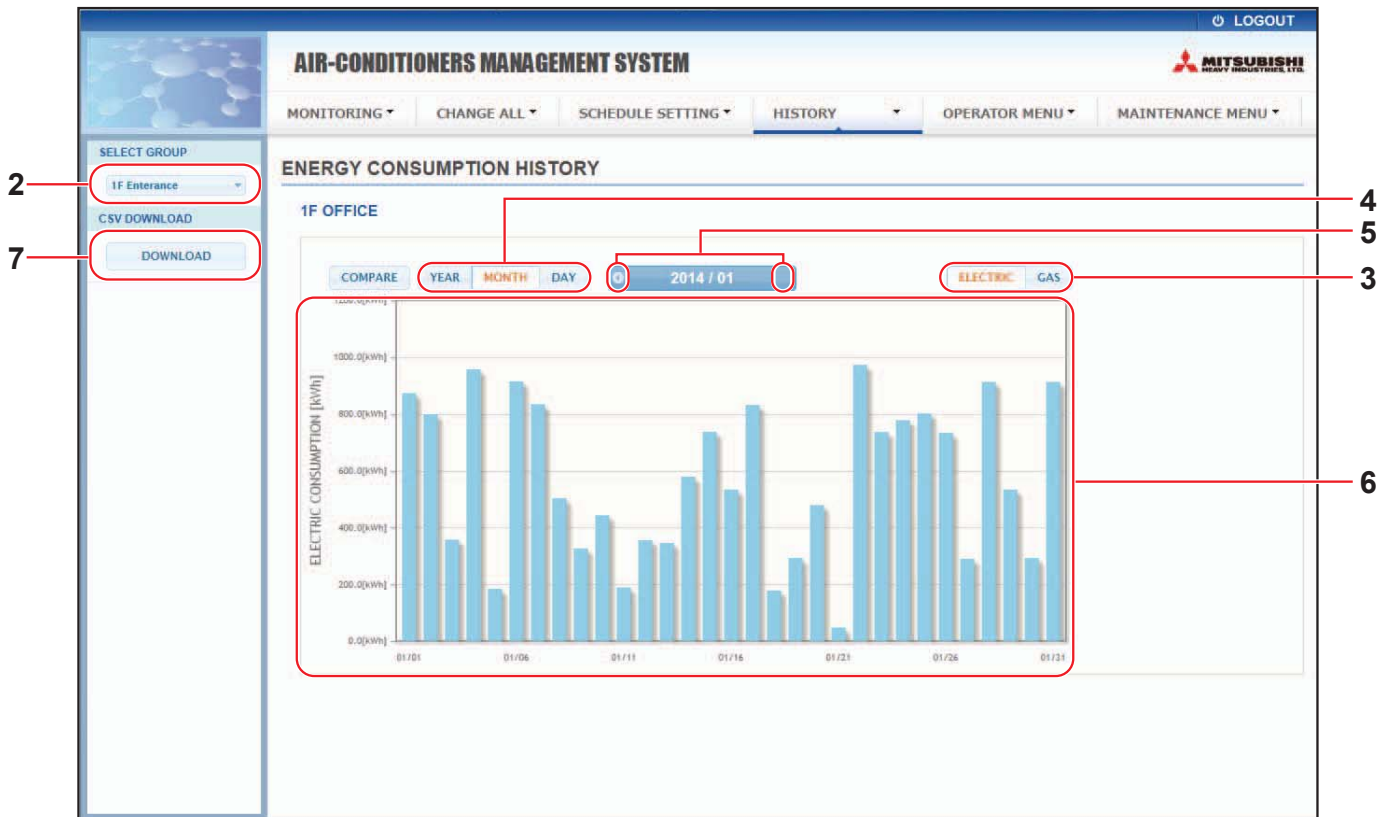 LOGOUT
AIR-CONDITIONERS MANAGEMENT SYSTEM
MITSUBISHI
HEAVY INDUSTRIES, LTD.
MONITORING CHANGE ALL SCHEDULE SETTING HISTORY OPERATOR MENU MAINTENANCE MENU
SELECT GROUP
2
1F Enterance
CSV DOWNLOAD
7
DOWNLOAD
ENERGY CONSUMPTION HISTORY
1F OFFICE
4
5
COMPARE YEAR MONTH DAY 2014 / 01 ELECTRIC GAS
3
1200.0[kWh]
1000.0[kWh]
800.0[kWh]
600.0[kWh]
400.0[kWh]
200.0[kWh]
0.0[kWh]
ELECTRIC CONSUMPTION [kWh]
6
01/01 01/06 01/11 01/16 01/21 01/26 01/31